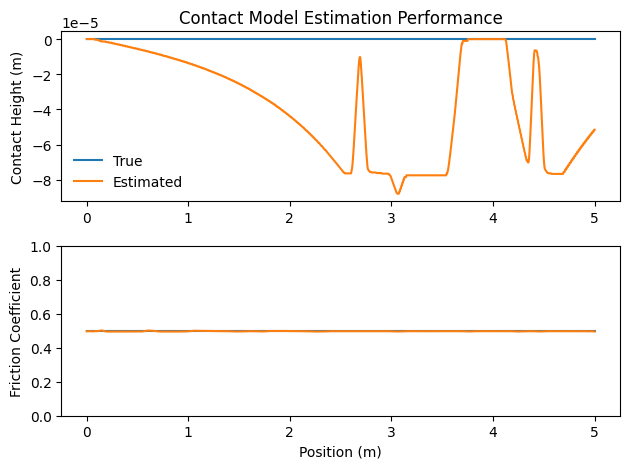 Contact Model Estimation Performance
1e−5
Contact Height (m)
0
−2
−4
−6
−8
True
Estimated
0 1 2 3 4 5
Friction Coefficient
1.0
0.8
0.6
0.4
0.2
0.0
0 1 2 3 4 5
Position (m)